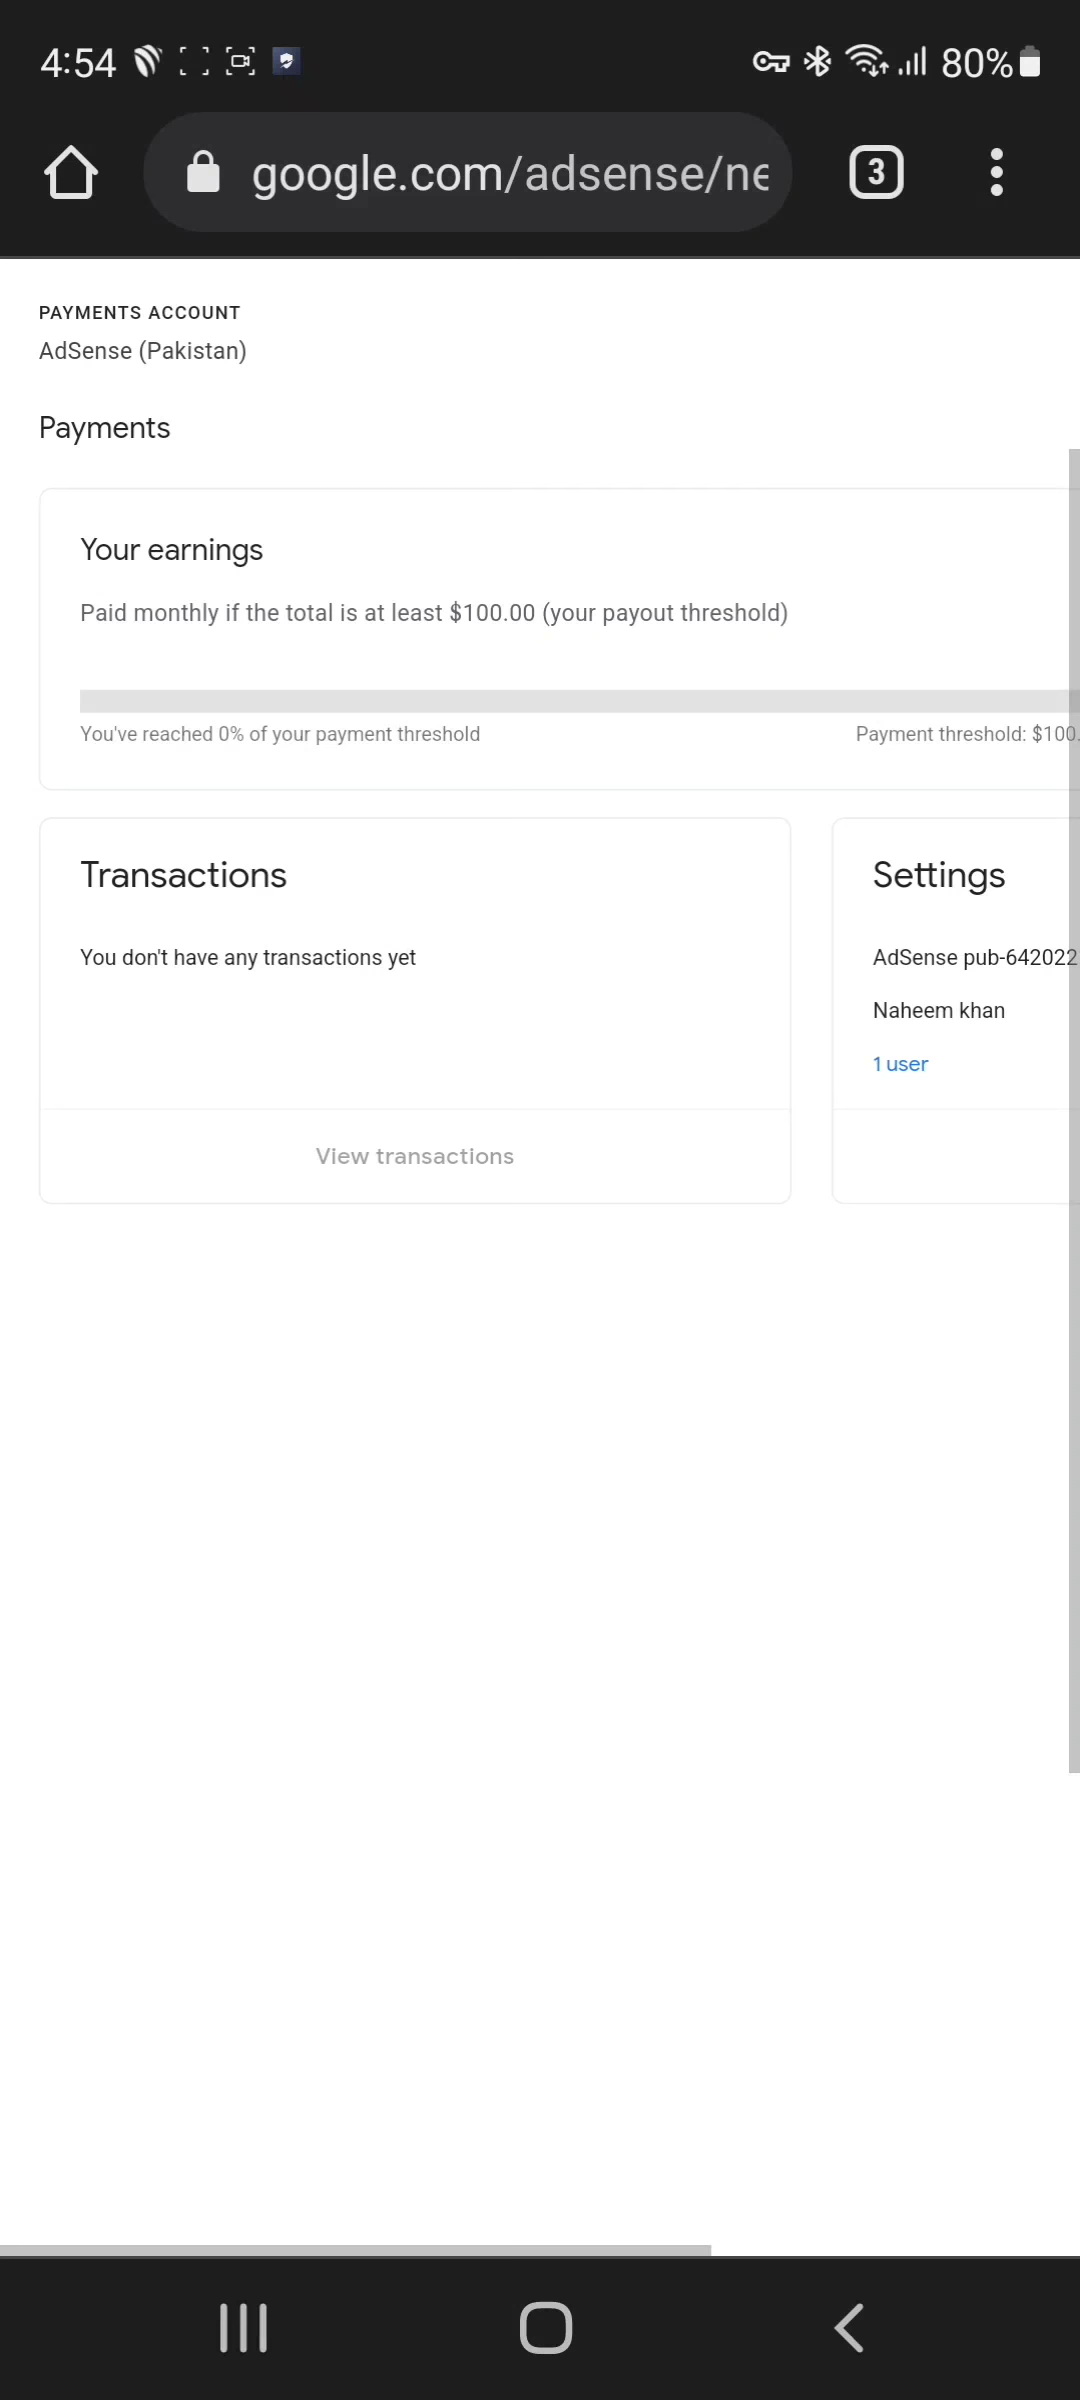 4:54
80%
google.com/adsense/ne
3
PAYMENTS ACCOUNT
AdSense (Pakistan)
Payments
Your earnings
Paid monthly if the total is at least $100.00 (your payout threshold)
You've reached 0% of your payment threshold
Payment threshold: $100.
Transactions
You don't have any transactions yet
View transactions
Settings
AdSense pub-642022
Naheem khan
1 user